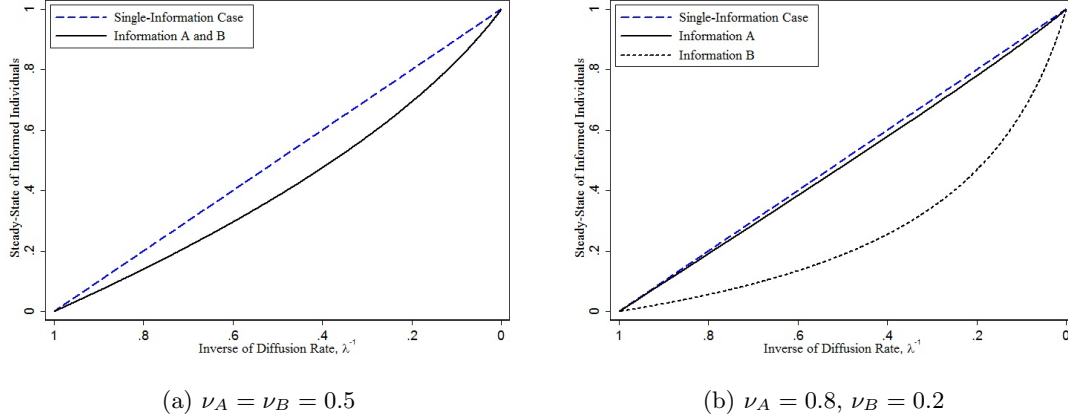 Steady-State of Informed Individuals
1
.8
.6
.4
.2
0
Single-Information Case
Information A and B
1
.8
.6
.4
.2
0
Inverse of Diffusion Rate, λ⁻¹
(a) ν_A = ν_B = 0.5
Steady-State of Informed Individuals
1
.8
.6
.4
.2
0
Single-Information Case
Information A
Information B
1
.8
.6
.4
.2
0
Inverse of Diffusion Rate, λ⁻¹
(b) ν_A = 0.8, ν_B = 0.2